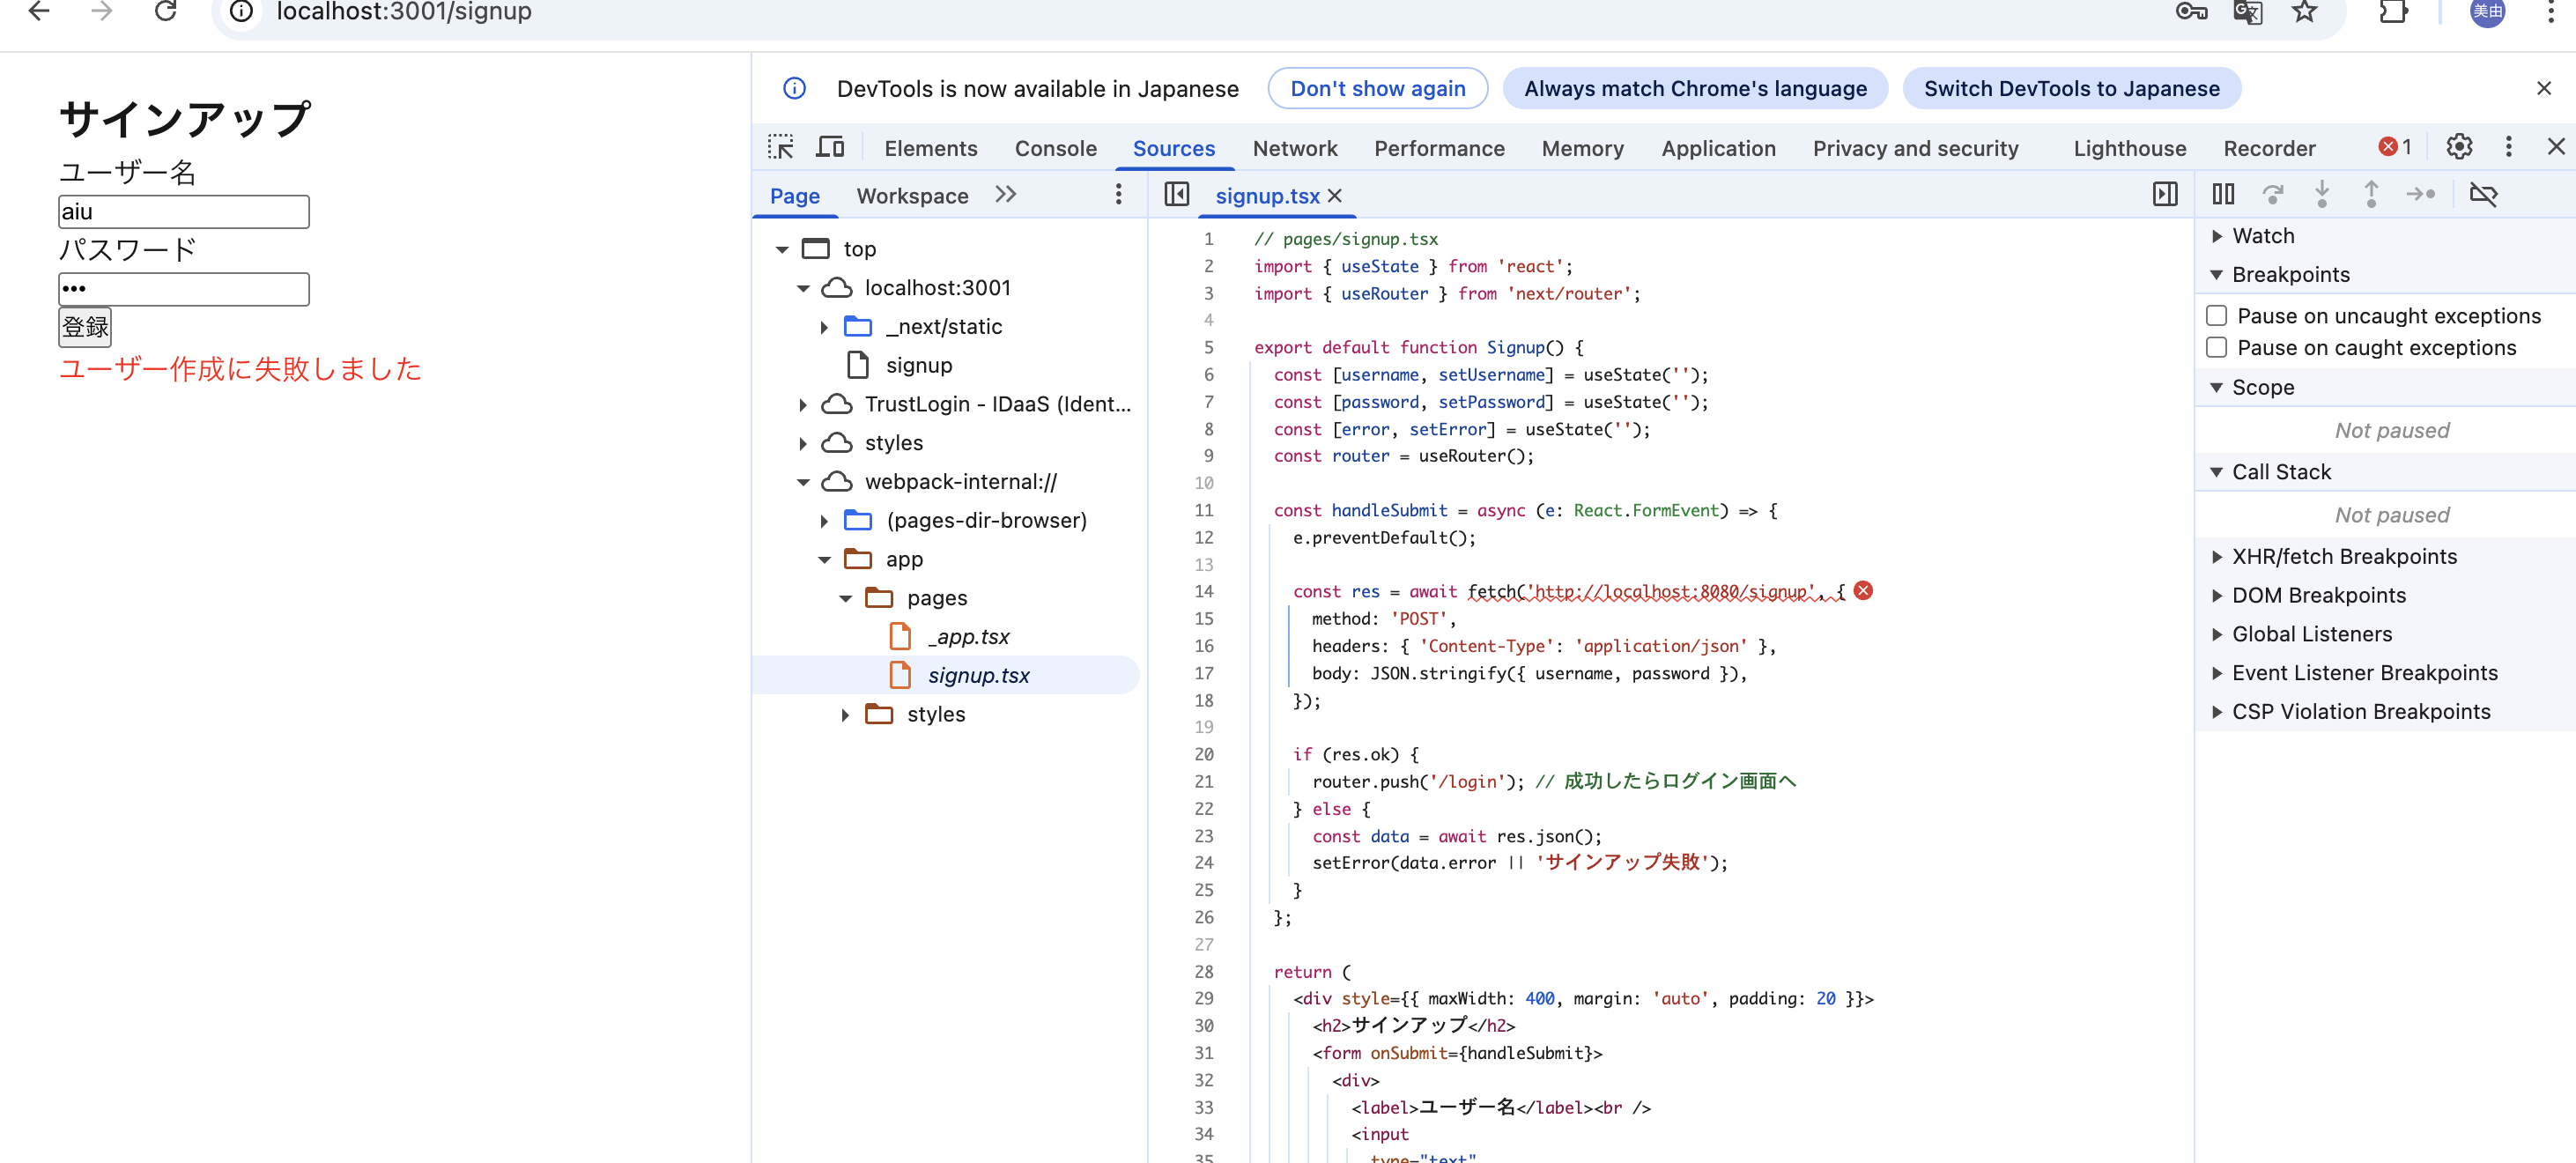 localhost:3001/signup
美由
サインアップ
ユーザー名
aiu
パスワード
•••
登録
ユーザー作成に失敗しました
DevTools is now available in Japanese
Don't show again
Always match Chrome's language
Switch DevTools to Japanese
Elements
Console
Sources
Network
Performance
Memory
Application
Privacy and security
Lighthouse
Recorder
1
Page
Workspace
top
localhost:3001
_next/static
signup
TrustLogin - IDaaS (Ident...
styles
webpack-internal://
(pages-dir-browser)
app
pages
_app.tsx
signup.tsx
styles
signup.tsx
1 // pages/signup.tsx
2 import { useState } from 'react';
3 import { useRouter } from 'next/router';
4
5 export default function Signup() {
6 const [username, setUsername] = useState('');
7 const [password, setPassword] = useState('');
8 const [error, setError] = useState('');
9 const router = useRouter();
10
11 const handleSubmit = async (e: React.FormEvent) => {
12 e.preventDefault();
13
14 const res = await fetch('http://localhost:8080/signup', {
15 method: 'POST',
16 headers: { 'Content-Type': 'application/json' },
17 body: JSON.stringify({ username, password }),
18 });
19
20 if (res.ok) {
21 router.push('/login'); // 成功したらログイン画面へ
22 } else {
23 const data = await res.json();
24 setError(data.error || 'サインアップ失敗');
25 }
26 };
27
28 return (
29 <div style={{ maxWidth: 400, margin: 'auto', padding: 20 }}>
30 <h2>サインアップ</h2>
31 <form onSubmit={handleSubmit}>
32 <div>
33 <label>ユーザー名</label><br />
34 <input
35 type="text"
Watch
Breakpoints
Pause on uncaught exceptions
Pause on caught exceptions
Scope
Not paused
Call Stack
Not paused
XHR/fetch Breakpoints
DOM Breakpoints
Global Listeners
Event Listener Breakpoints
CSP Violation Breakpoints